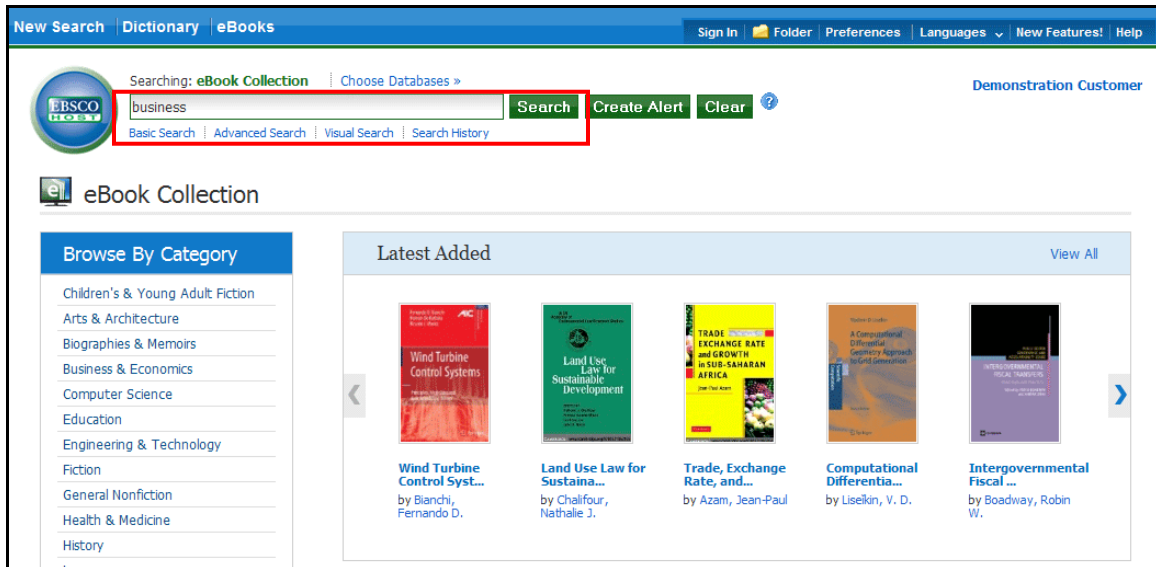 New Search Dictionary eBooks
Sign In Folder Preferences Languages New Features! Help
Searching: eBook Collection Choose Databases »
Demonstration Customer
EBSCO
HOST
business
Search Create Alert Clear ?
Basic Search Advanced Search Visual Search Search History
e
eBook Collection
Browse By Category
Children's & Young Adult Fiction
Arts & Architecture
Biographies & Memoirs
Business & Economics
Computer Science
Education
Engineering & Technology
Fiction
General Nonfiction
Health & Medicine
History
Latest Added
View All
Wind Turbine
Control Systems
Land Use
Law for
Sustainable
Development
TRADE
EXCHANGE RATE
and GROWTH
in SUB-SAHARAN
AFRICA
Jean-Paul Azam
A Computational
Differential
Geometry Approach
to Grid Generation
Springer
INTERGOVERNMENTAL
FISCAL TRANSFERS
Wind Turbine
Control Syst...
by Bianchi,
Fernando D.
Land Use Law for
Sustaina...
by Chalifour,
Nathalie J.
Trade, Exchange
Rate, and...
by Azam, Jean-Paul
Computational
Differentia...
by Liseikin, V. D.
Intergovernmental
Fiscal ...
by Boadway, Robin
W.